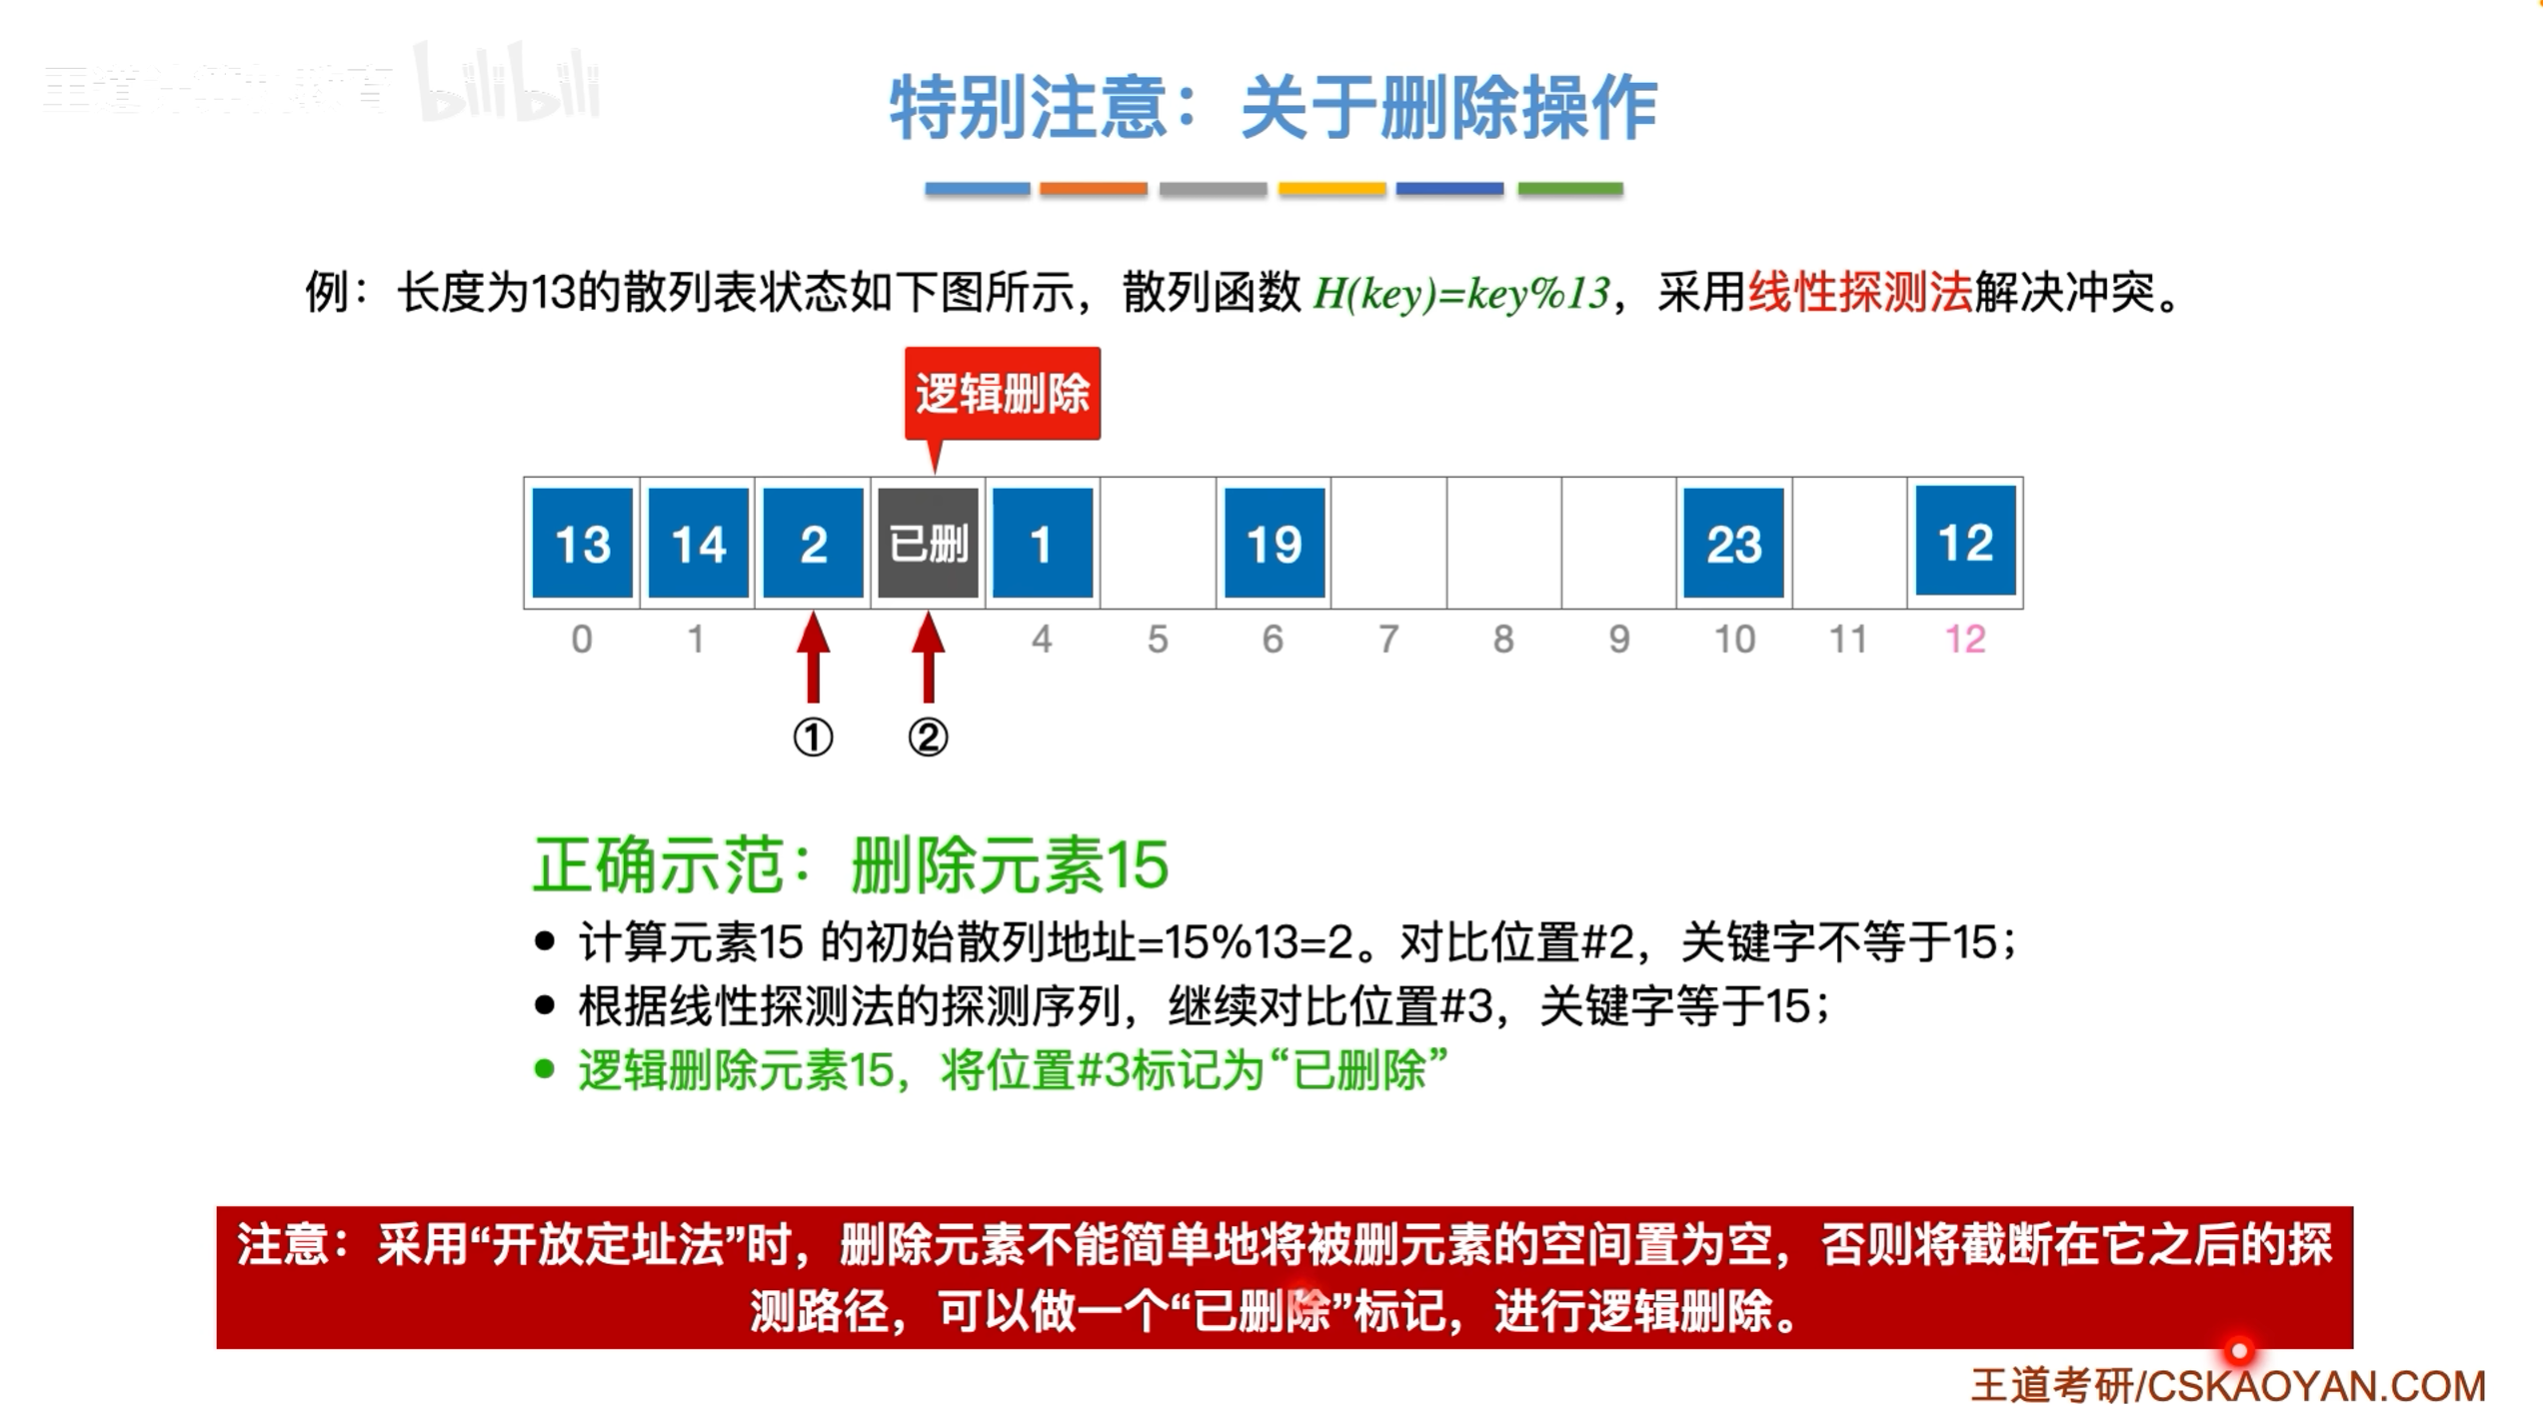 王道计算机教育 bilibili
特别注意：关于删除操作
例：长度为13的散列表状态如下图所示，散列函数 H(key)=key%13，采用线性探测法解决冲突。
逻辑删除
13 14 2 已删 1 19 23 12
0 1 4 5 6 7 8 9 10 11 12
① ②
正确示范：删除元素15
• 计算元素15 的初始散列地址=15%13=2。对比位置#2，关键字不等于15；
• 根据线性探测法的探测序列，继续对比位置#3，关键字等于15；
• 逻辑删除元素15，将位置#3标记为“已删除”
注意：采用“开放定址法”时，删除元素不能简单地将被删元素的空间置为空，否则将截断在它之后的探
测路径，可以做一个“已删除”标记，进行逻辑删除。
王道考研/CSKAOYAN.COM